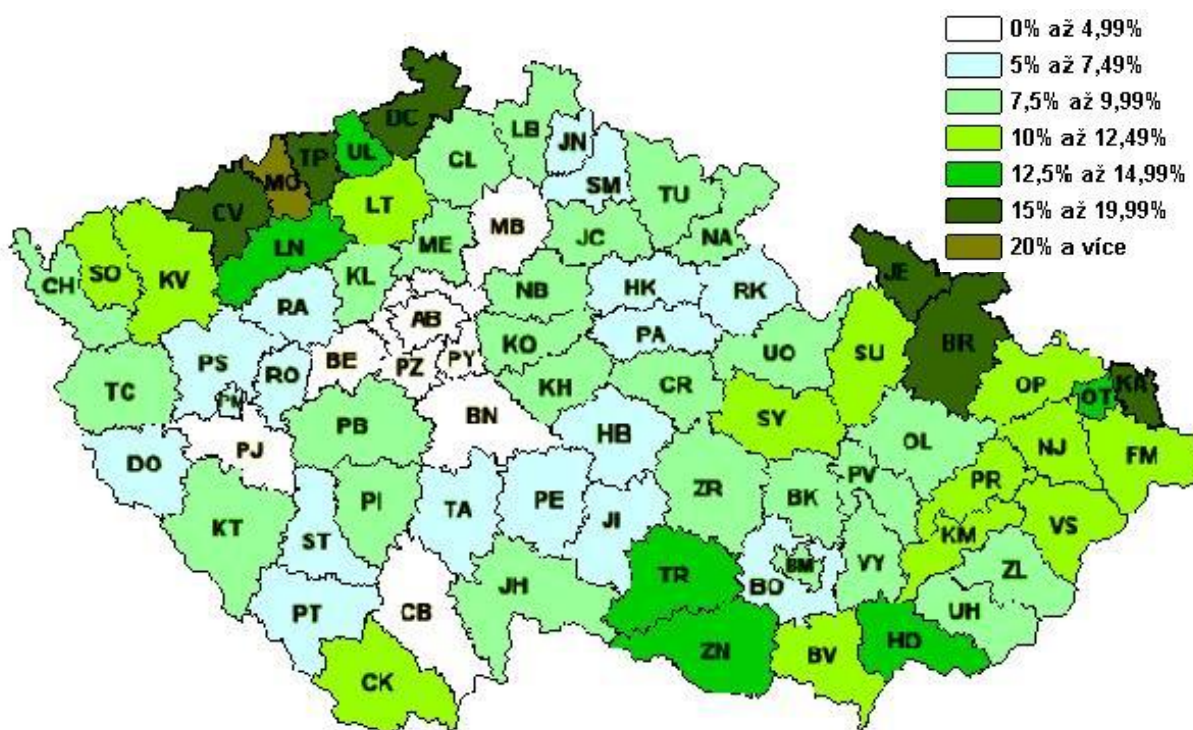 0% až 4,99%
5% až 7,49%
7,5% až 9,99%
10% až 12,49%
12,5% až 14,99%
15% až 19,99%
20% a více
DC
LB
JN
UL
TP
CL
SM
MO
TU
CV
LT
MB
ME
JC
NA
LN
SO
KV
KL
CH
JE
RA
NB
HK
RK
AB
PA
BR
PS
BE
PZ
PY
KO
UO
SU
RO
OP
KA
TC
PM
KH
CR
OT
PB
BN
SY
HB
OL
NJ
FM
DO
PJ
PV
PR
KT
PI
TA
PE
ZR
BK
ST
JI
KM
VS
BM
ZL
TR
BO
VY
JH
PT
CB
UH
HO
ZN
BV
CK